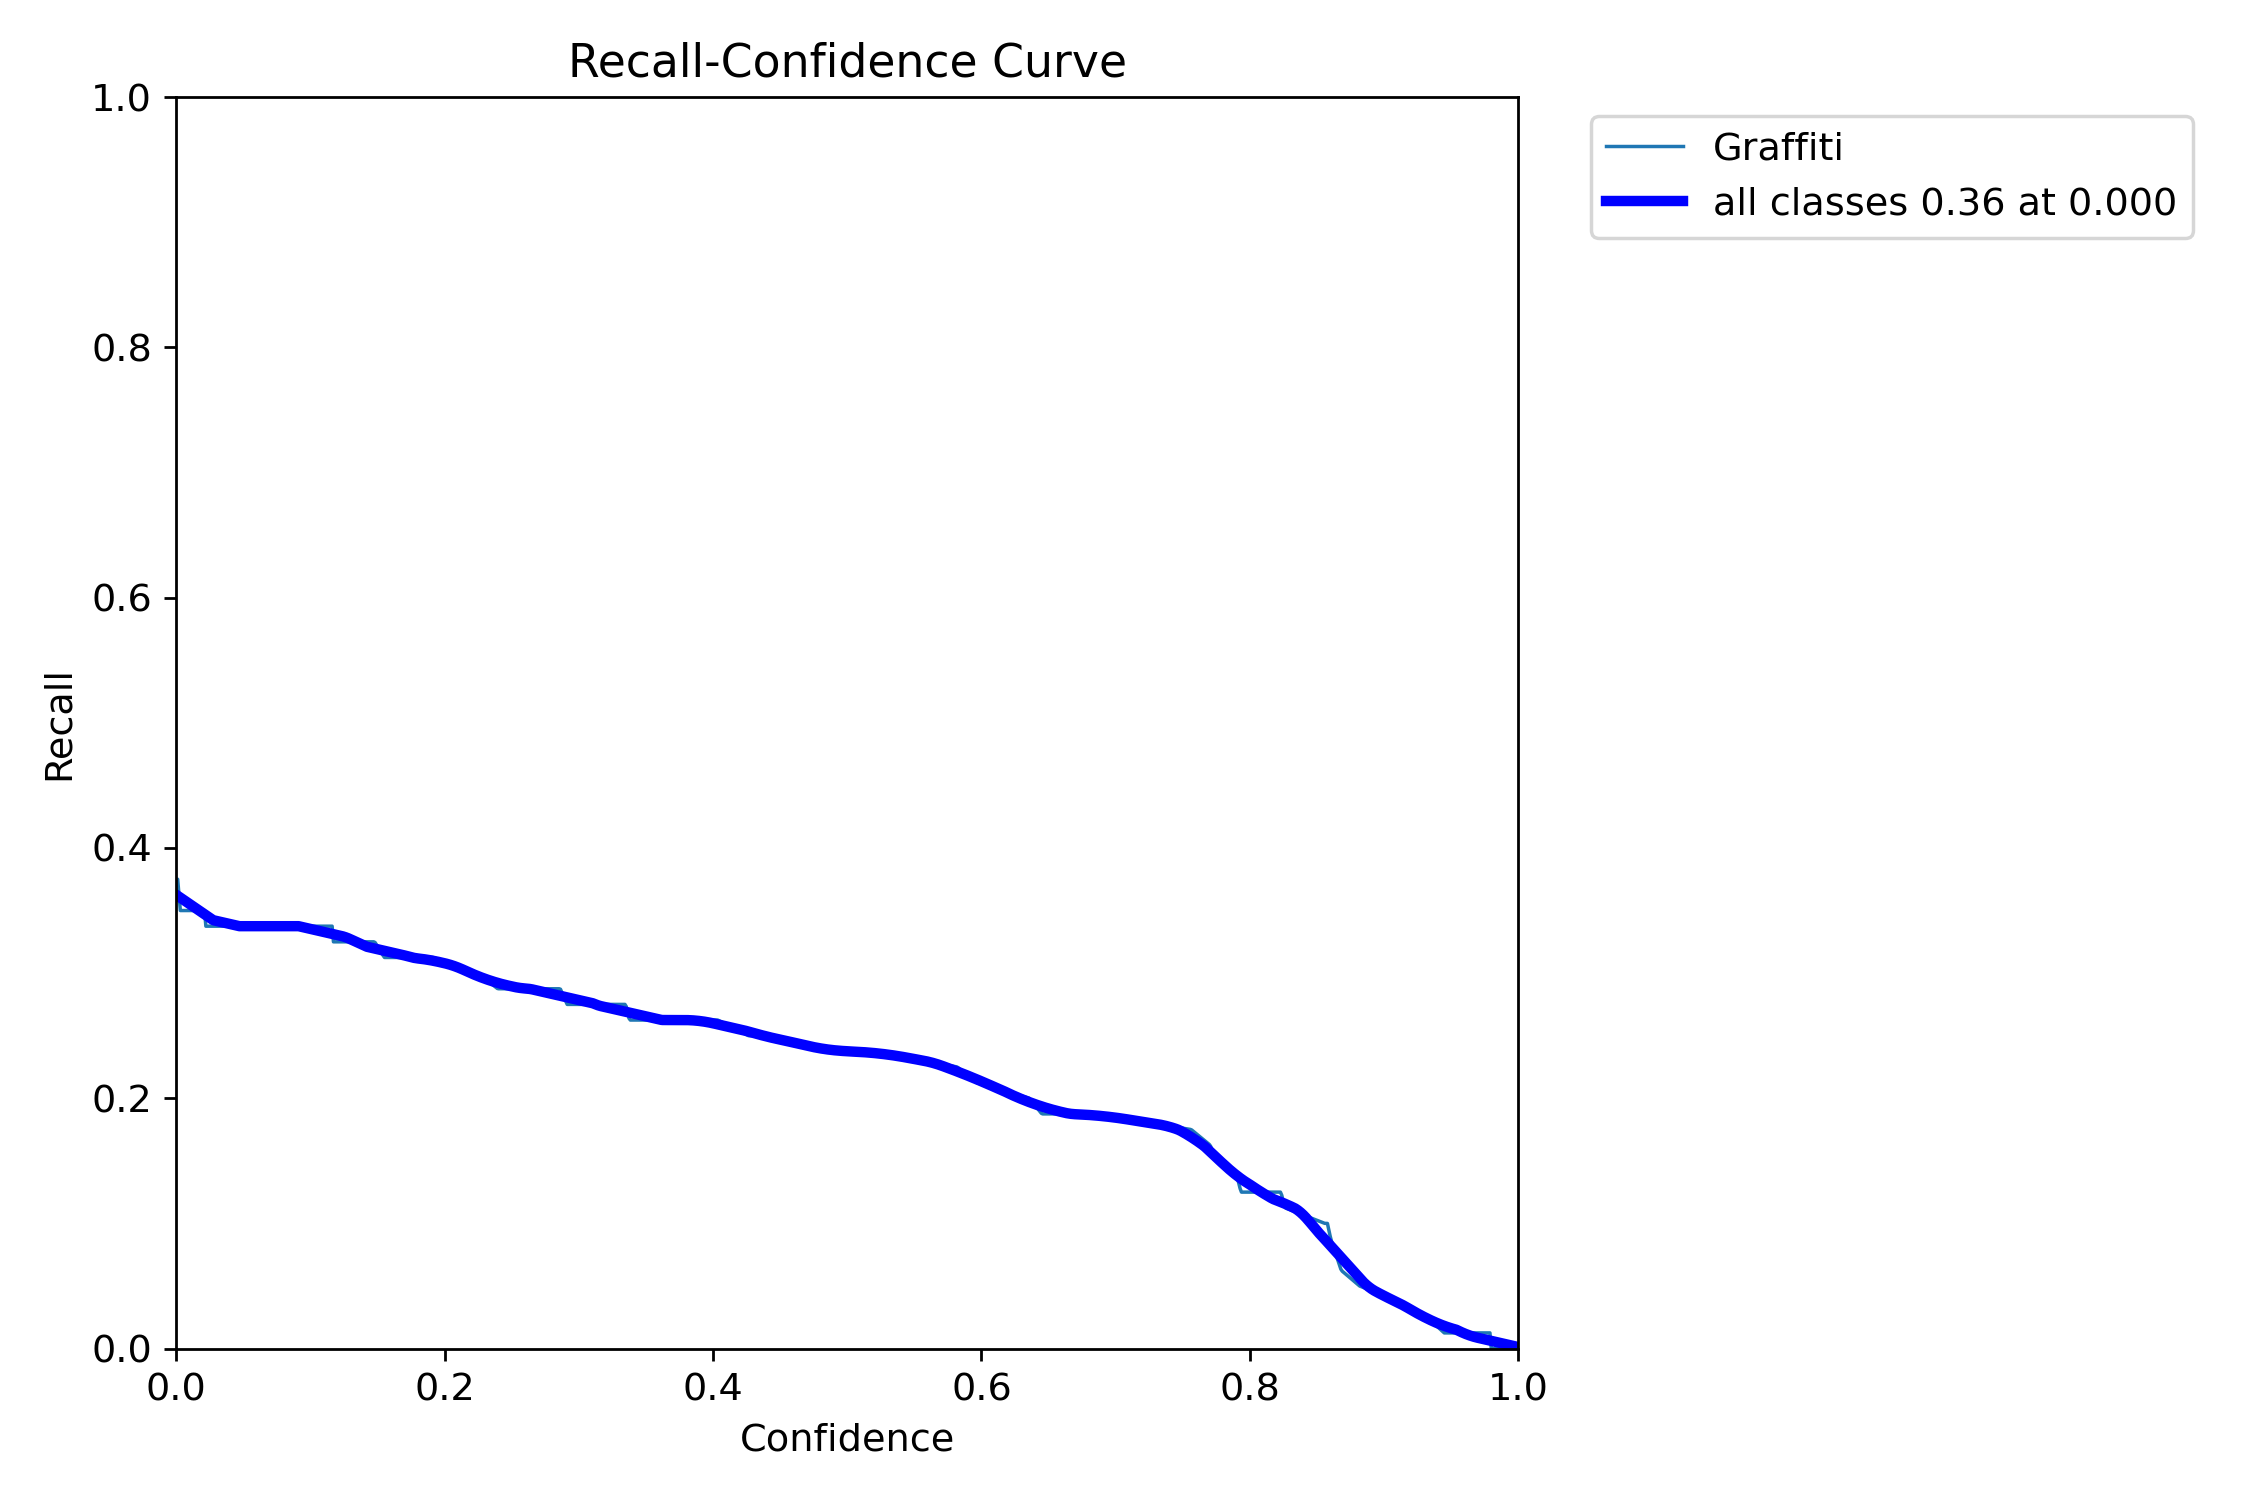 Recall-Confidence Curve
1.0
0.8
0.6
0.4
0.2
0.0
Recall
0.0 0.2 0.4 0.6 0.8 1.0
Confidence
Graffiti
all classes 0.36 at 0.000